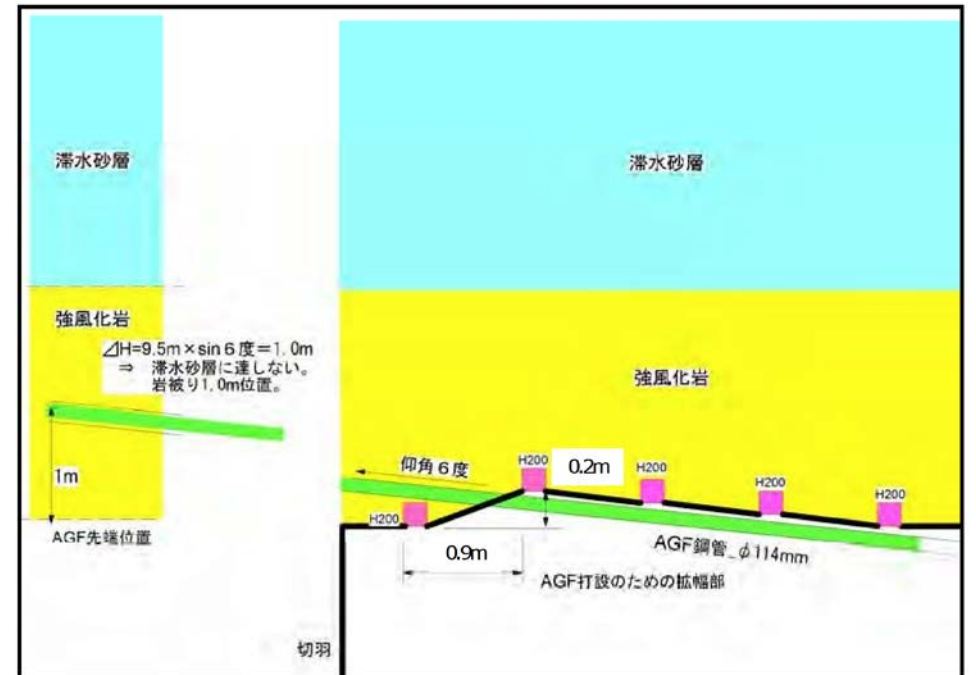 滞水砂層
滞水砂層
強風化岩
⊿H=9.5m×sin6度=1.0m
⇒ 滞水砂層に達しない。
岩被り1.0m位置。
強風化岩
1m
AGF先端位置
仰角6度
H200
0.2m
H200
H200
H200
H200
0.9m
AGF鋼管_φ114mm
AGF打設のための拡幅部
切羽